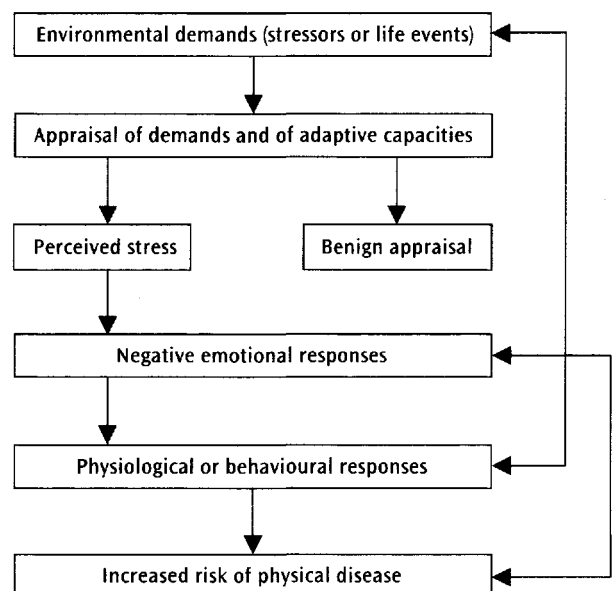 Environmental demands (stressors or life events)
Appraisal of demands and of adaptive capacities
Perceived stress
Benign appraisal
Negative emotional responses
Physiological or behavioural responses
Increased risk of physical disease